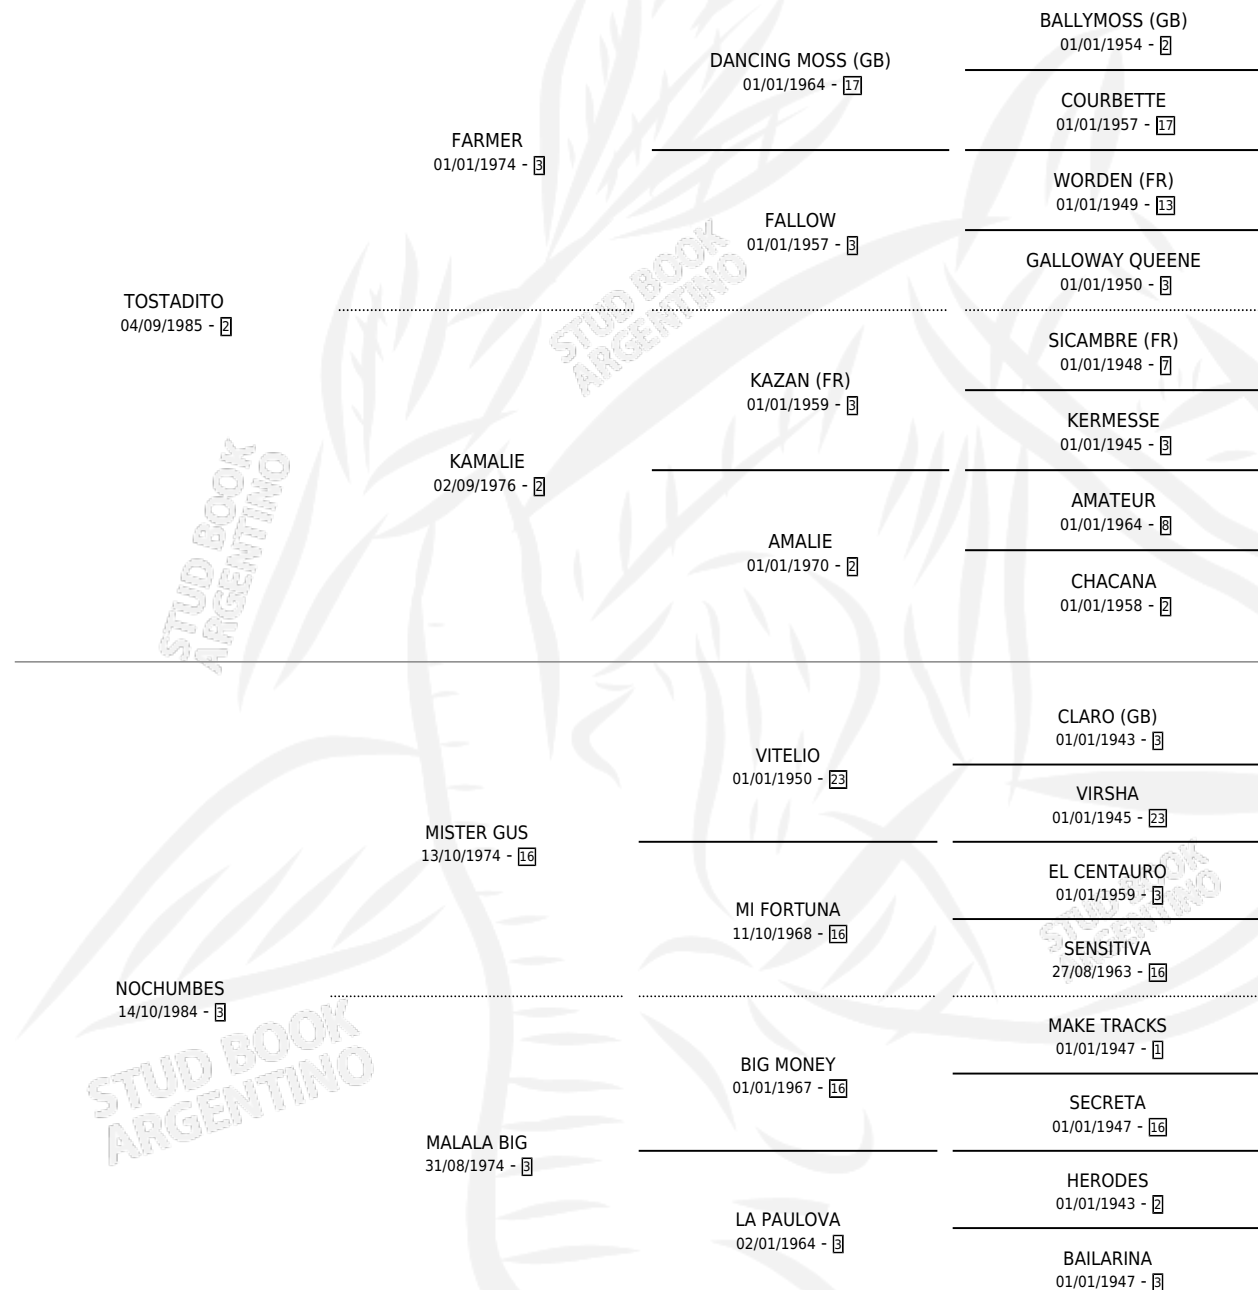 BALLYMOSS (GB)
01/01/1954 - 2
DANCING MOSS (GB)
01/01/1964 - 17
COURBETTE
01/01/1957 - 17
FARMER
01/01/1974 - 3
WORDEN (FR)
01/01/1949 - 13
FALLOW
01/01/1957 - 3
GALLOWAY QUEENE
01/01/1950 - 3
TOSTADITO
04/09/1985 - 2
SICAMBRE (FR)
01/01/1948 - 7
KAZAN (FR)
01/01/1959 - 3
KERMESSE
01/01/1945 - 3
KAMALIE
02/09/1976 - 2
AMATEUR
01/01/1964 - 8
AMALIE
01/01/1970 - 2
CHACANA
01/01/1958 - 2
STUD BOOK
ARGENTINO
STUD BOOK
ARGENTINO
CLARO (GB)
01/01/1943 - 3
VITELIO
01/01/1950 - 23
VIRSHA
01/01/1945 - 23
MISTER GUS
13/10/1974 - 16
EL CENTAURO
01/01/1959 - 3
MI FORTUNA
11/10/1968 - 16
SENSITIVA
27/08/1963 - 16
NOCHUMBES
14/10/1984 - 3
MAKE TRACKS
01/01/1947 - 1
BIG MONEY
01/01/1967 - 16
SECRETA
01/01/1947 - 16
MALALA BIG
31/08/1974 - 3
HERODES
01/01/1943 - 2
LA PAULOVA
02/01/1964 - 3
BAILARINA
01/01/1947 - 3
STUD BOOK
ARGENTINO
STUD BOOK
ARGENTINO